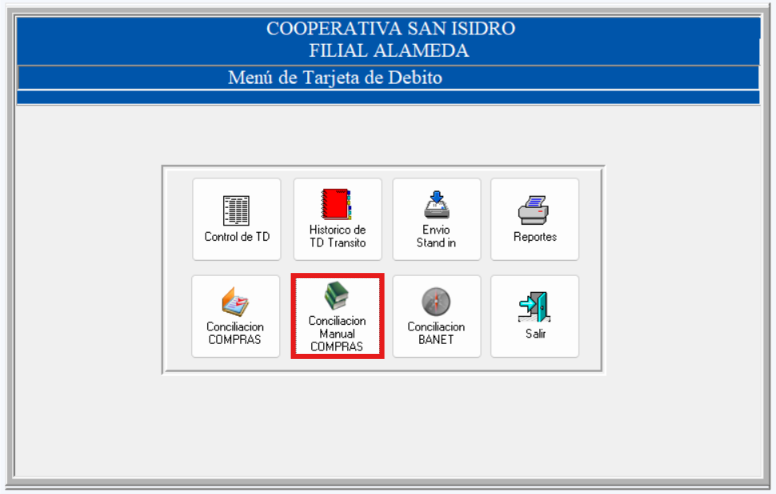 COOPERATIVA SAN ISIDRO
FILIAL ALAMEDA
Menú de Tarjeta de Debito
Control de TD
Historico de
TD Transito
Envio
Stand in
Reportes
Conciliacion
COMPRAS
Conciliacion
Manual
COMPRAS
Conciliacion
BANET
Salir